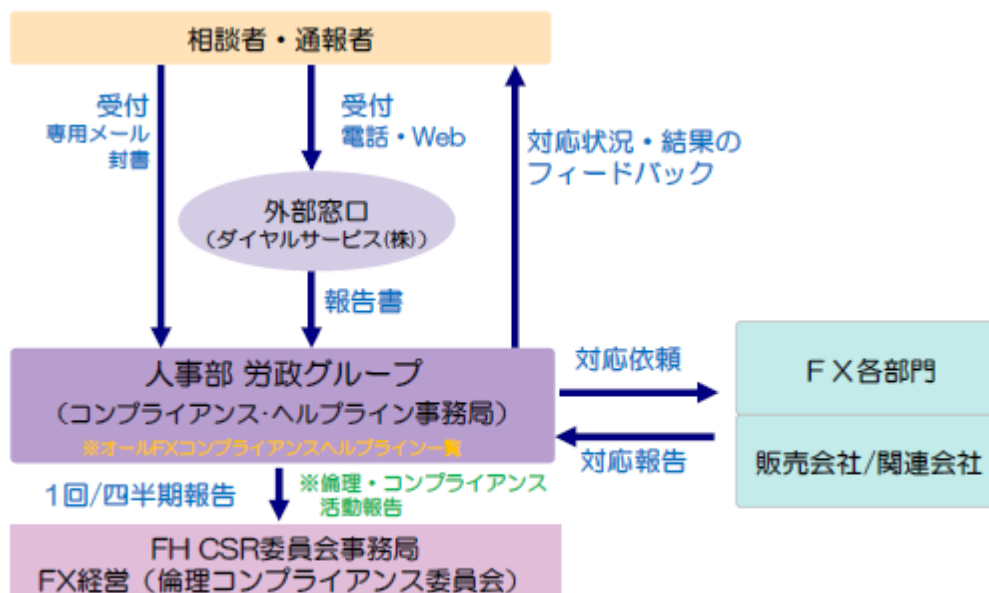 相談者・通報者
受付
専用メール
封書
受付
電話・Web
対応状況・結果の
フィードバック
外部窓口
（ダイヤルサービス(株)）
報告書
人事部 労政グループ
（コンプライアンス・ヘルプライン事務局）
※オールFXコンプライアンスヘルプライン一覧
対応依頼
対応報告
ＦＸ各部門
販売会社/関連会社
1回/四半期報告
※倫理・コンプライアンス
活動報告
FH CSR委員会事務局
FX経営（倫理コンプライアンス委員会）